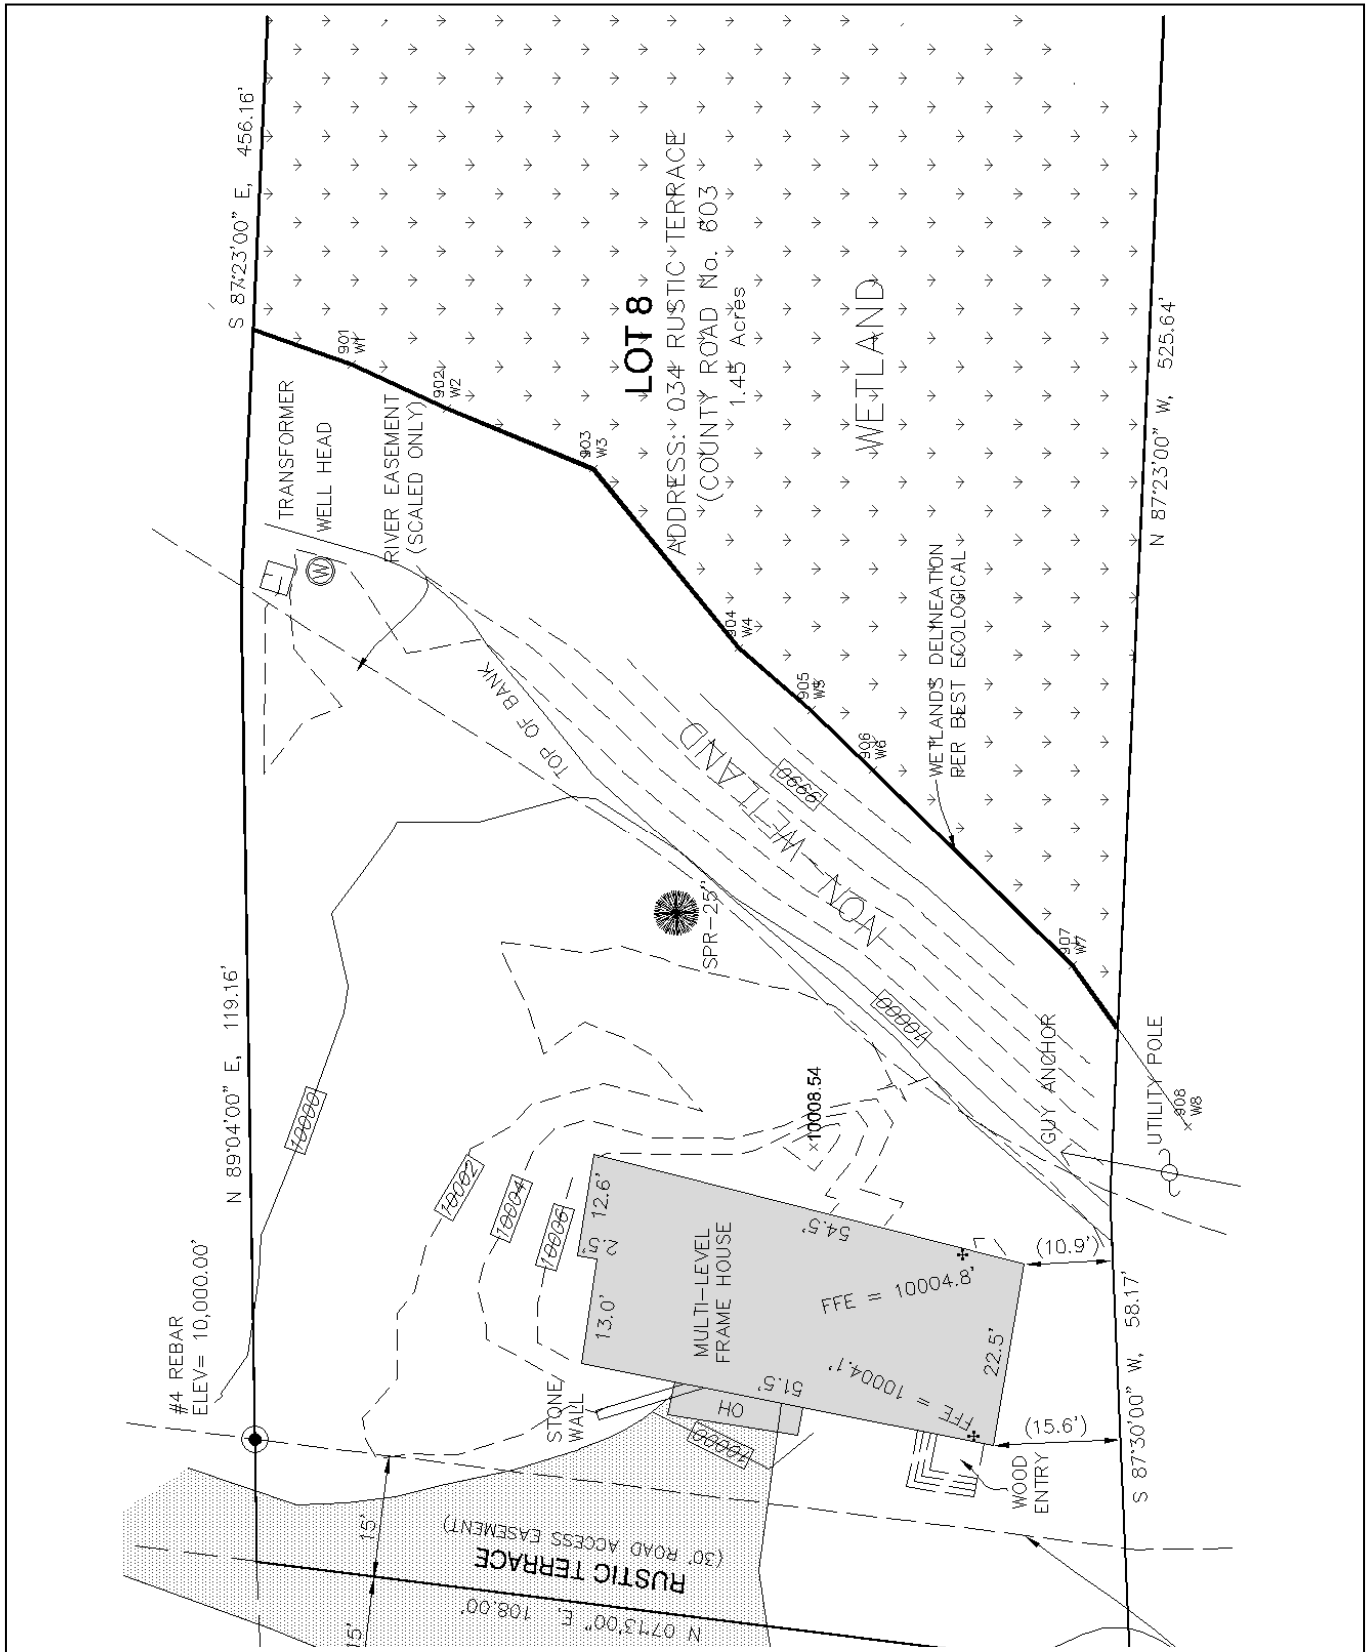 S 87°23'00" E, 456.16'
901
W1
902
W2
903
W3
904
W4
905
W5
906
W6
907
W7
908
W8
LOT 8
ADDRESS: 034 RUSTIC TERRACE
(COUNTY ROAD No. 603
1.45 Acres
WETLAND
N 87°23'00" W, 525.64'
TRANSFORMER
WELL HEAD
W
RIVER EASEMENT
(SCALED ONLY)
WETLANDS DELINEATION
PER BEST ECOLOGICAL
TOP OF BANK
NON-WETLAND
9990
SPR-25"
10000
N 89°04'00" E, 119.16'
10000
10002
10004
10006
×10008.54
GUY ANCHOR
UTILITY POLE
#4 REBAR
ELEV= 10,000.00'
12.6'
2.5'
13.0'
54.5'
MULTI-LEVEL
FRAME HOUSE
FFE = 10004.8'
FFE = 10004.1'
51.5'
22.5'
(10.9')
(15.6')
S 87°30'00" W, 58.17'
STONE
WALL
OH
10000
WOOD
ENTRY
15'
15'
RUSTIC TERRACE
(30' ROAD ACCESS EASEMENT)
N 07°13'00" E, 108.00'